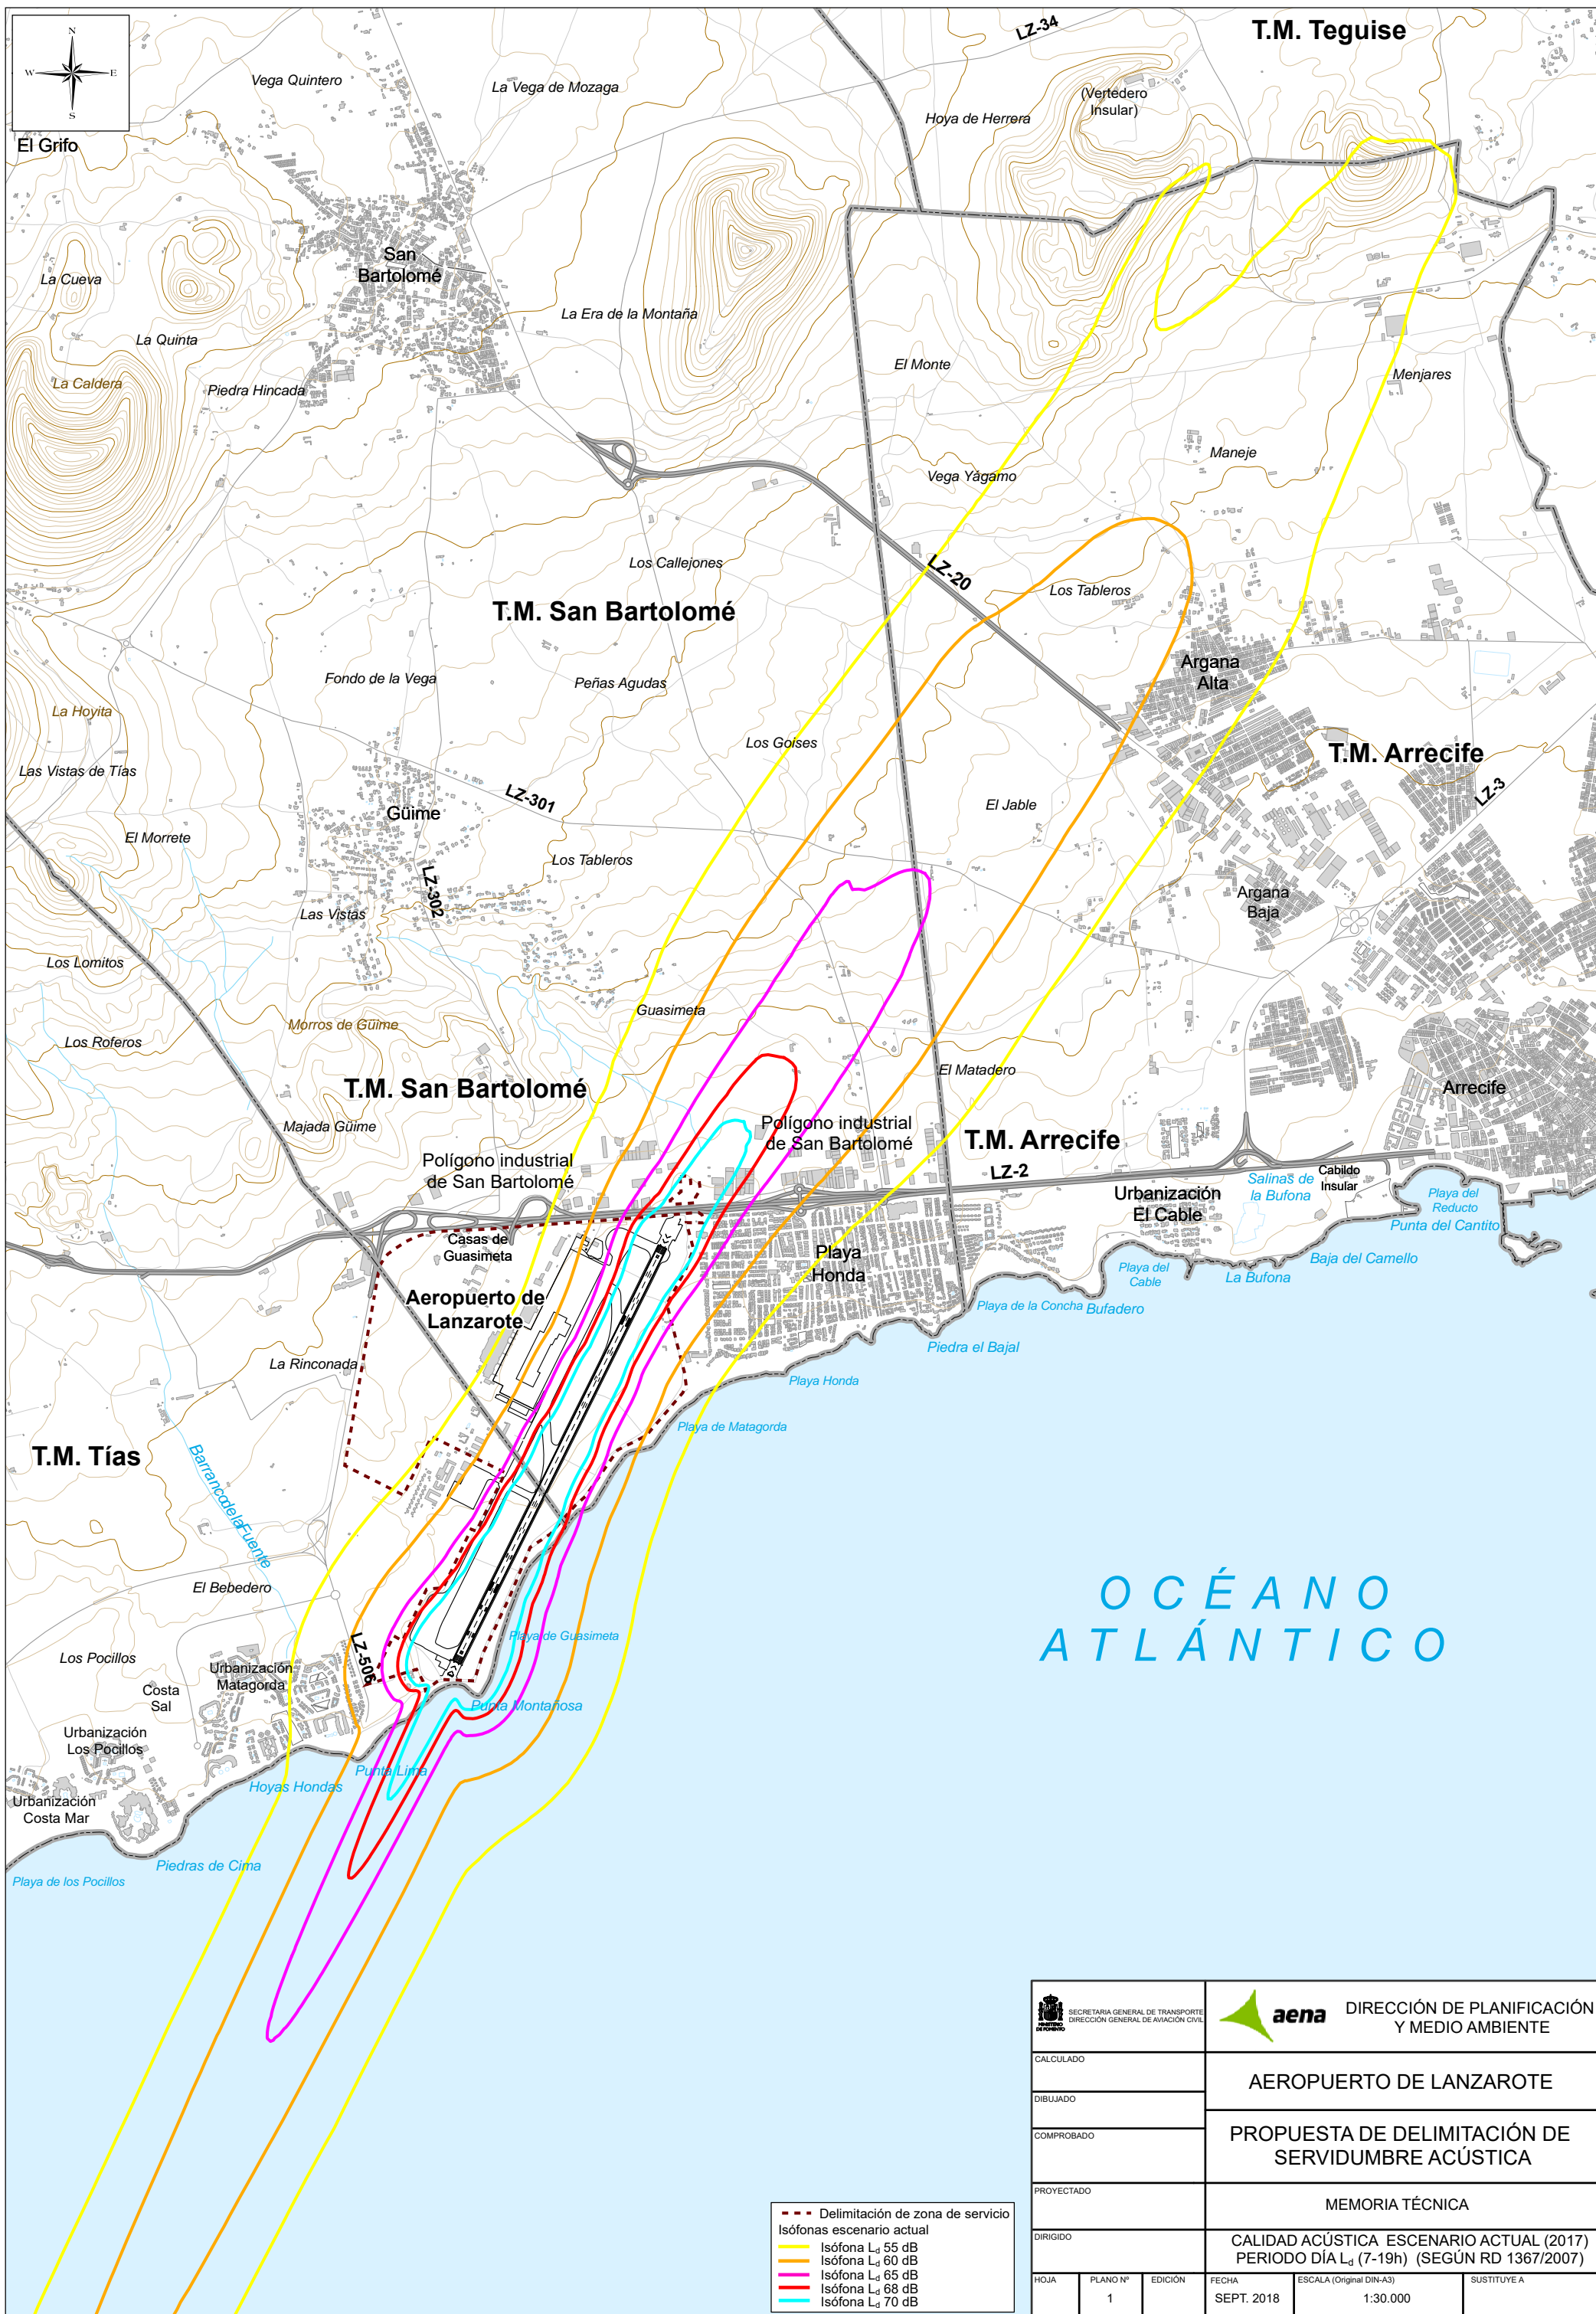 N
W
E
S
LZ-34
T.M. Teguise
Vega Quintero
La Vega de Mozaga
(Vertedero
Insular)
Hoya de Herrera
El Grifo
San
Bartolomé
La Cueva
La Era de la Montaña
La Quinta
El Monte
La Caldera
Piedra Hincada
Menjares
Maneje
Vega Yágamo
Los Callejones
LZ-20
Los Tableros
T.M. San Bartolomé
Argana
Alta
Fondo de la Vega
Peñas Agudas
La Hoyita
Los Goises
T.M. Arrecife
Las Vistas de Tías
LZ-301
LZ-3
El Jable
Güime
El Morrete
Los Tableros
LZ-302
Argana
Baja
Las Vistas
Los Lomitos
Guasimeta
Morros de Güime
Los Roferos
El Matadero
T.M. San Bartolomé
Arrecife
Majada Güime
Polígono industrial
de San Bartolomé
T.M. Arrecife
Polígono industrial
de San Bartolomé
LZ-2
Cabildo
Insular
Salinas de
la Bufona
Urbanización
El Cable
Playa del
Reducto
Punta del Cantito
Casas de
Guasimeta
Playa
Honda
Baja del Camello
Playa del
Cable
La Bufona
Aeropuerto de
Lanzarote
Playa de la Concha
Bufadero
Piedra el Bajal
La Rinconada
Playa Honda
Playa de Matagorda
T.M. Tías
Barranco de la Fuente
El Bebedero
OCÉANO
ATLÁNTICO
Playa de Guasimeta
LZ-506
Los Pocillos
Urbanización
Matagorda
Costa
Sal
Punta Montañosa
Urbanización
Los Pocillos
Punta Lima
Hoyas Hondas
Urbanización
Costa Mar
Piedras de Cima
Playa de los Pocillos
Delimitación de zona de servicio
Isófonas escenario actual
Isófona Ld 55 dB
Isófona Ld 60 dB
Isófona Ld 65 dB
Isófona Ld 68 dB
Isófona Ld 70 dB
MINISTERIO
DE FOMENTO
SECRETARIA GENERAL DE TRANSPORTE
DIRECCIÓN GENERAL DE AVIACIÓN CIVIL
aena
DIRECCIÓN DE PLANIFICACIÓN
Y MEDIO AMBIENTE
CALCULADO
AEROPUERTO DE LANZAROTE
DIBUJADO
COMPROBADO
PROPUESTA DE DELIMITACIÓN DE
SERVIDUMBRE ACÚSTICA
PROYECTADO
MEMORIA TÉCNICA
DIRIGIDO
CALIDAD ACÚSTICA ESCENARIO ACTUAL (2017)
PERIODO DÍA Ld (7-19h) (SEGÚN RD 1367/2007)
HOJA
PLANO Nº
1
EDICIÓN
FECHA
SEPT. 2018
ESCALA (Original DIN-A3)
1:30.000
SUSTITUYE A